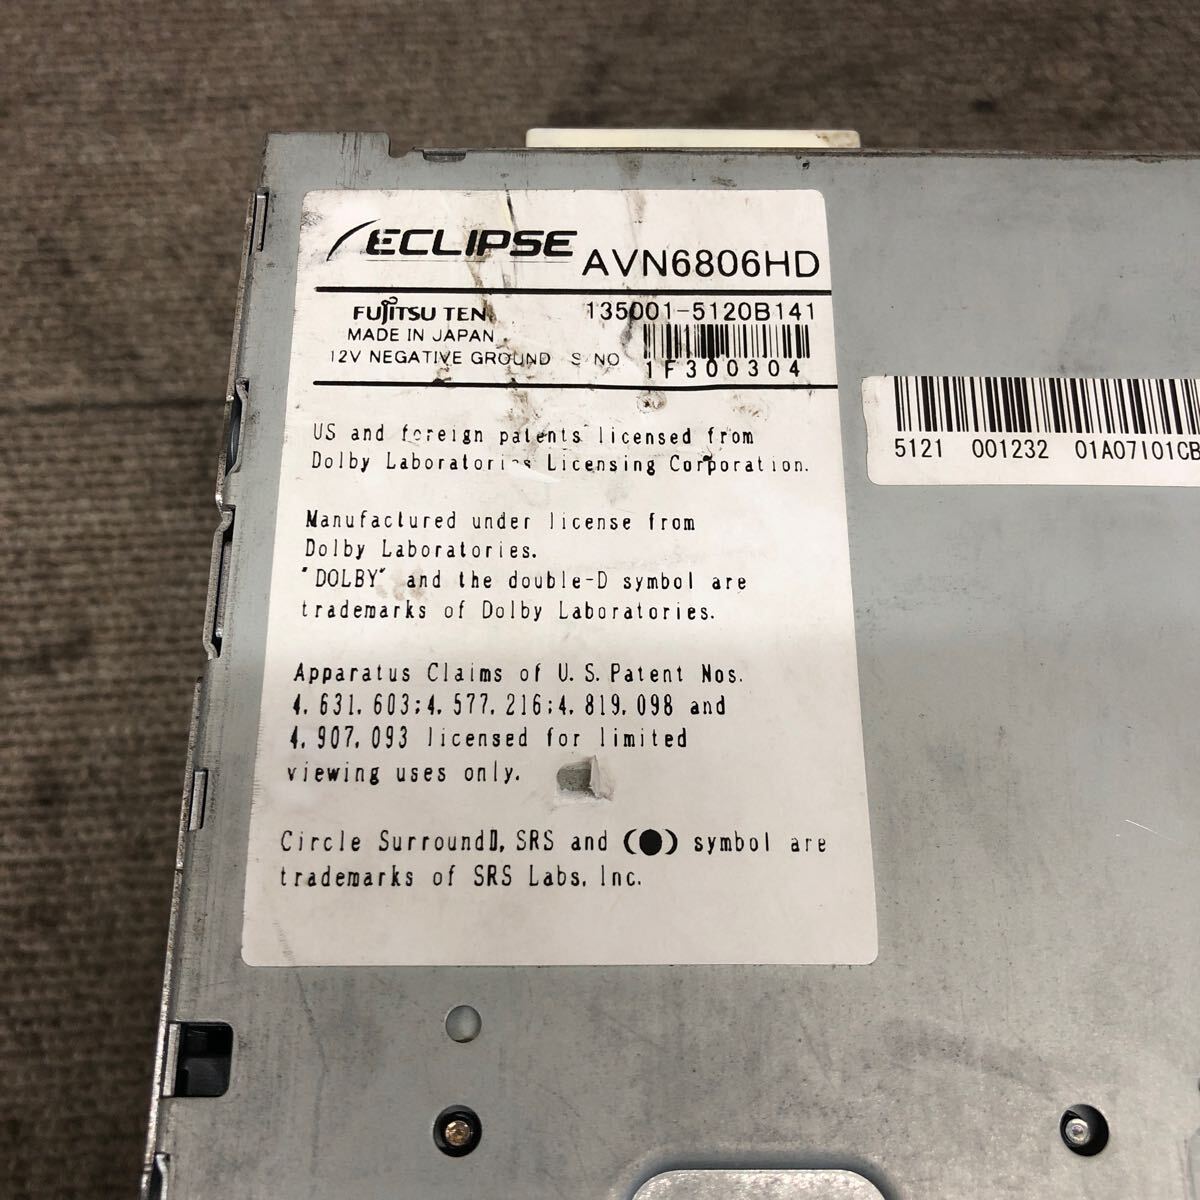 ECLIPSE AVN6806HD
FUJITSU TEN 135001-5120B141
MADE IN JAPAN
12V NEGATIVE GROUND S/NO 1F300304
US and foreign patents licensed from
Dolby Laboratories Licensing Corporation.
Manufactured under license from
Dolby Laboratories.
"DOLBY" and the double-D symbol are
trademarks of Dolby Laboratories.
Apparatus Claims of U.S. Patent Nos.
4,631,603;4,577,216;4,819,098 and
4,907,093 licensed for limited
viewing uses only.
Circle SurroundⅡ, SRS and (●) symbol are
trademarks of SRS Labs, Inc.
5121 001232 01A07I01CB